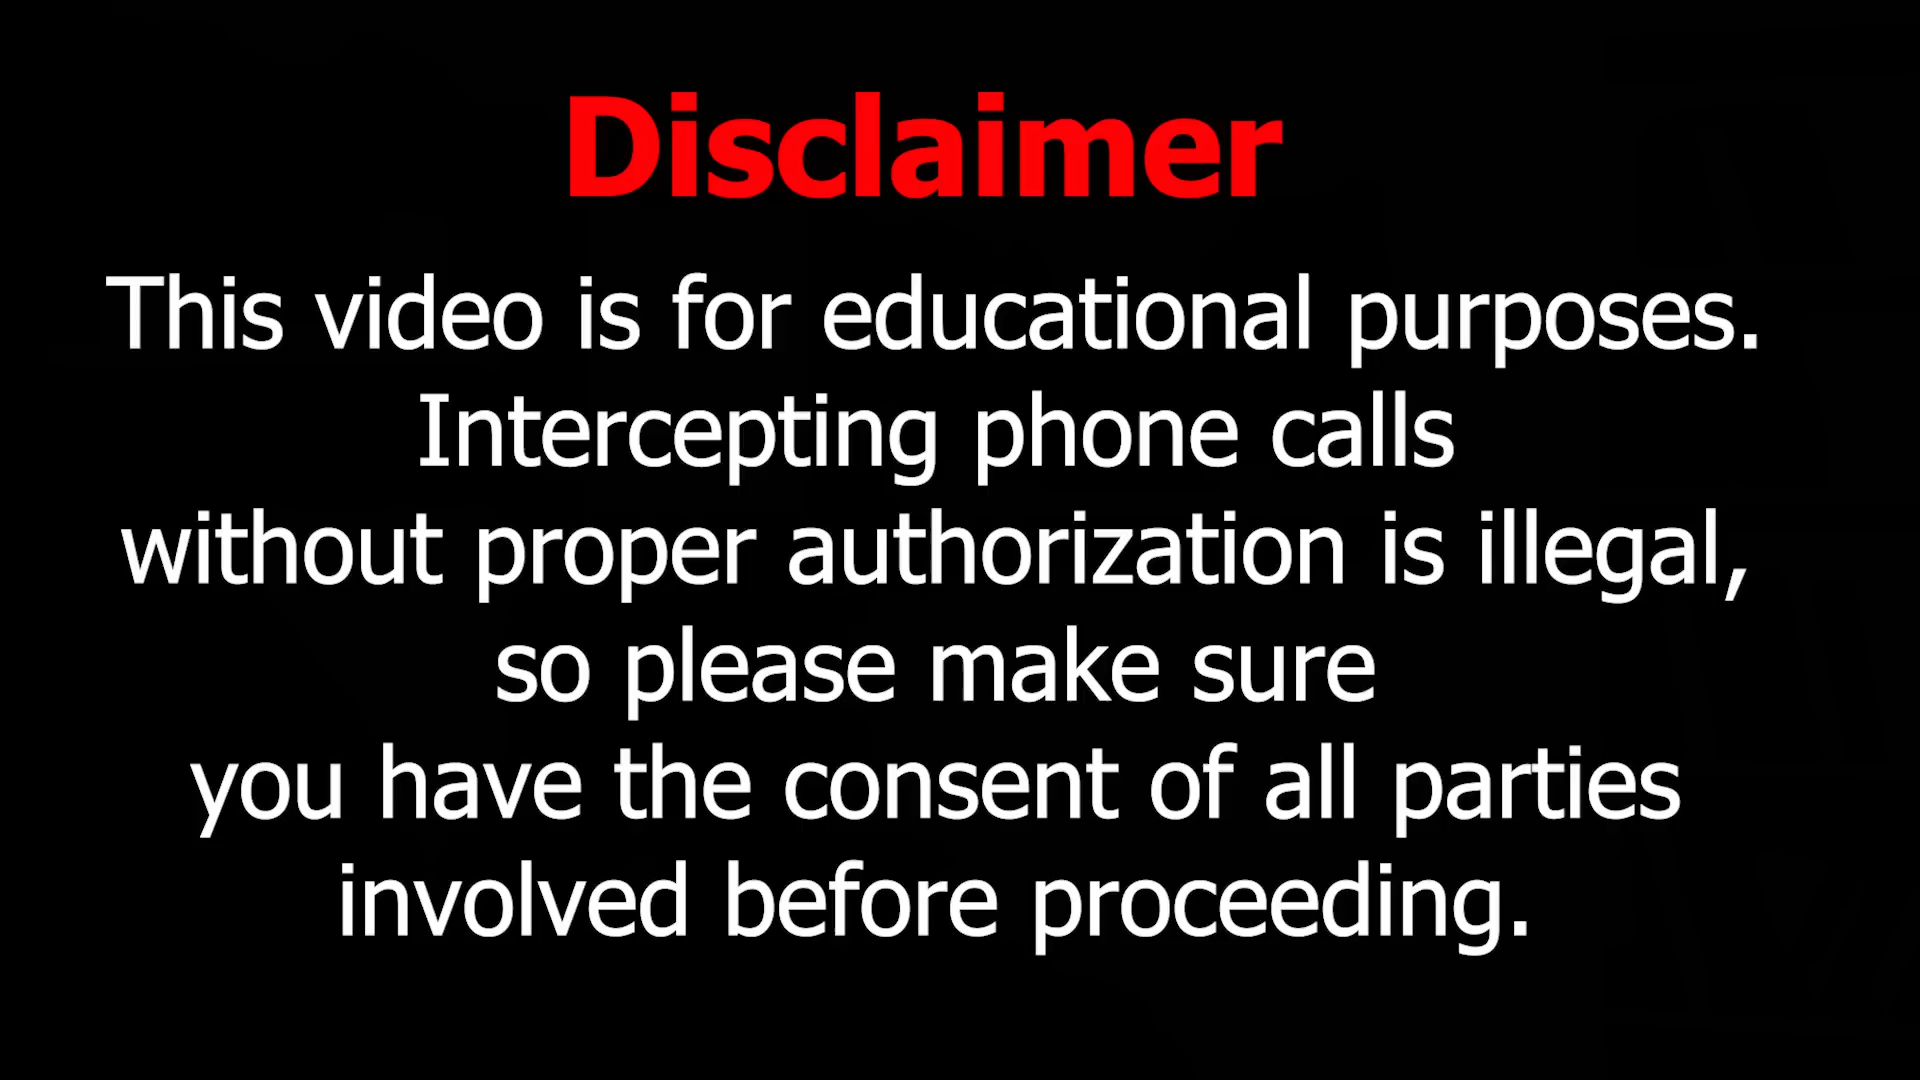 Disclaimer
This video is for educational purposes.
Intercepting phone calls
without proper authorization is illegal,
so please make sure
you have the consent of all parties
involved before proceeding.